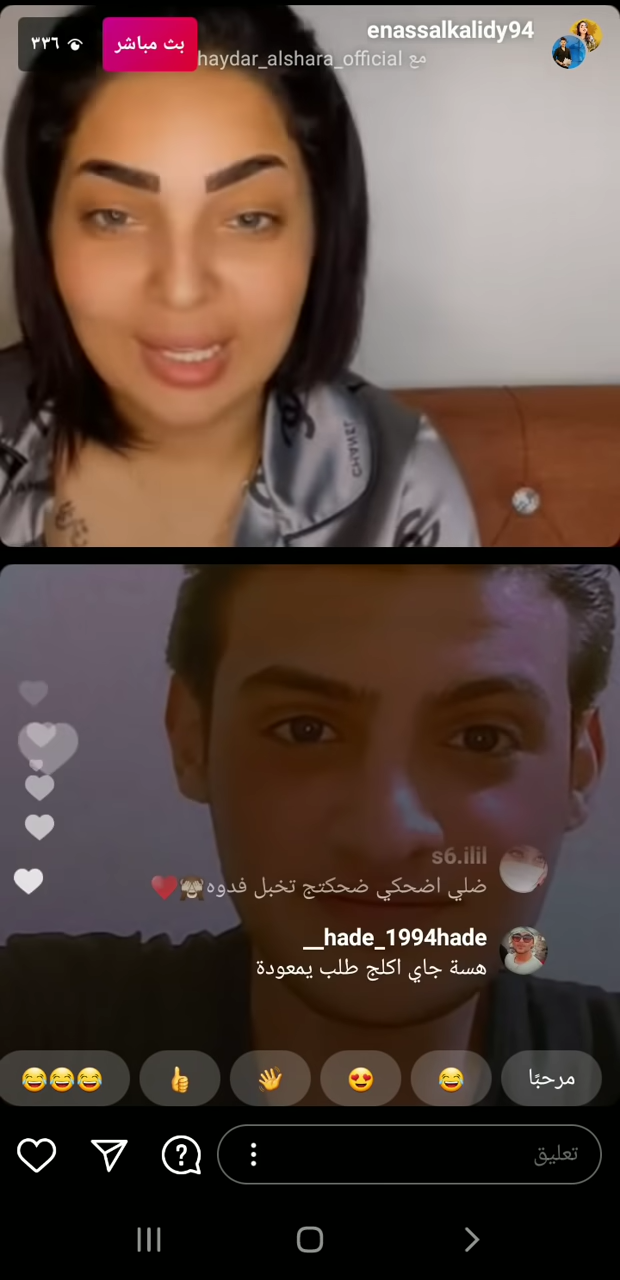 enassalkalidy94
مع haydar_alshara_official
بث مباشر
٣٣٦
CHANEL
s6.ilil
ضلي اضحكي ضحكتج تخبل فدوه🙈❤️
__hade_1994hade
هسة جاي اكلج طلب يمعودة
مرحبًا
😂
😍
👋
👍
😂😂😂
تعليق